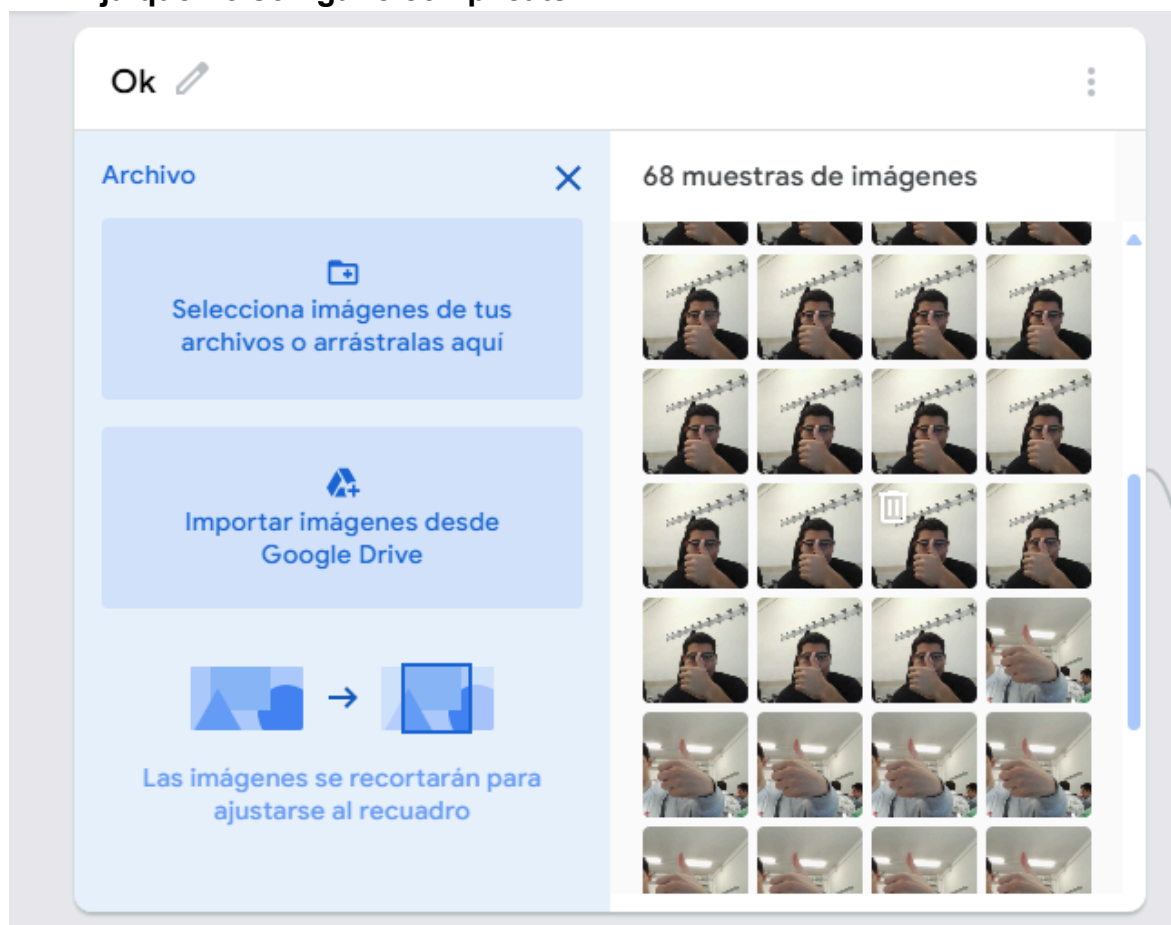 Ok
Archivo
68 muestras de imágenes
Selecciona imágenes de tus
archivos o arrástralas aquí
Importar imágenes desde
Google Drive
Las imágenes se recortarán para
ajustarse al recuadro